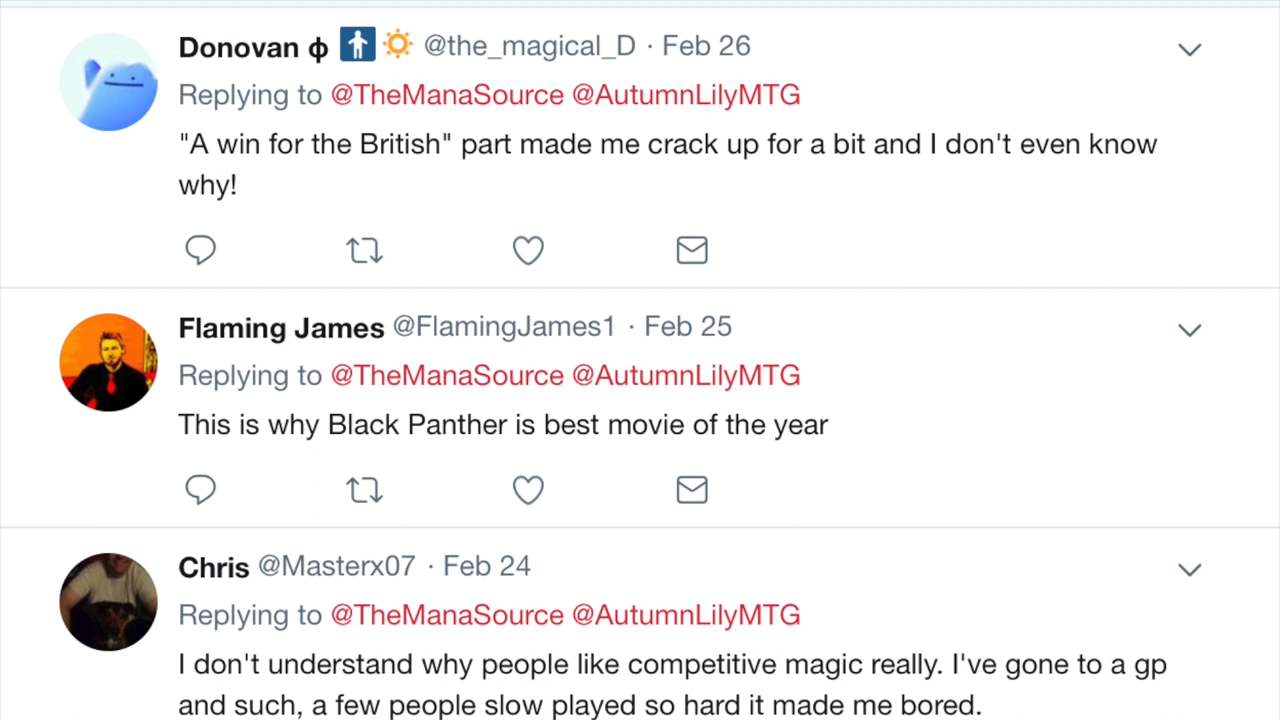 Donovan ф @the_magical_D · Feb 26
Replying to @TheManaSource @AutumnLilyMTG
"A win for the British" part made me crack up for a bit and I don't even know
why!
Flaming James @FlamingJames1 · Feb 25
Replying to @TheManaSource @AutumnLilyMTG
This is why Black Panther is best movie of the year
Chris @Masterx07 · Feb 24
Replying to @TheManaSource @AutumnLilyMTG
I don't understand why people like competitive magic really. I've gone to a gp
and such, a few people slow played so hard it made me bored.